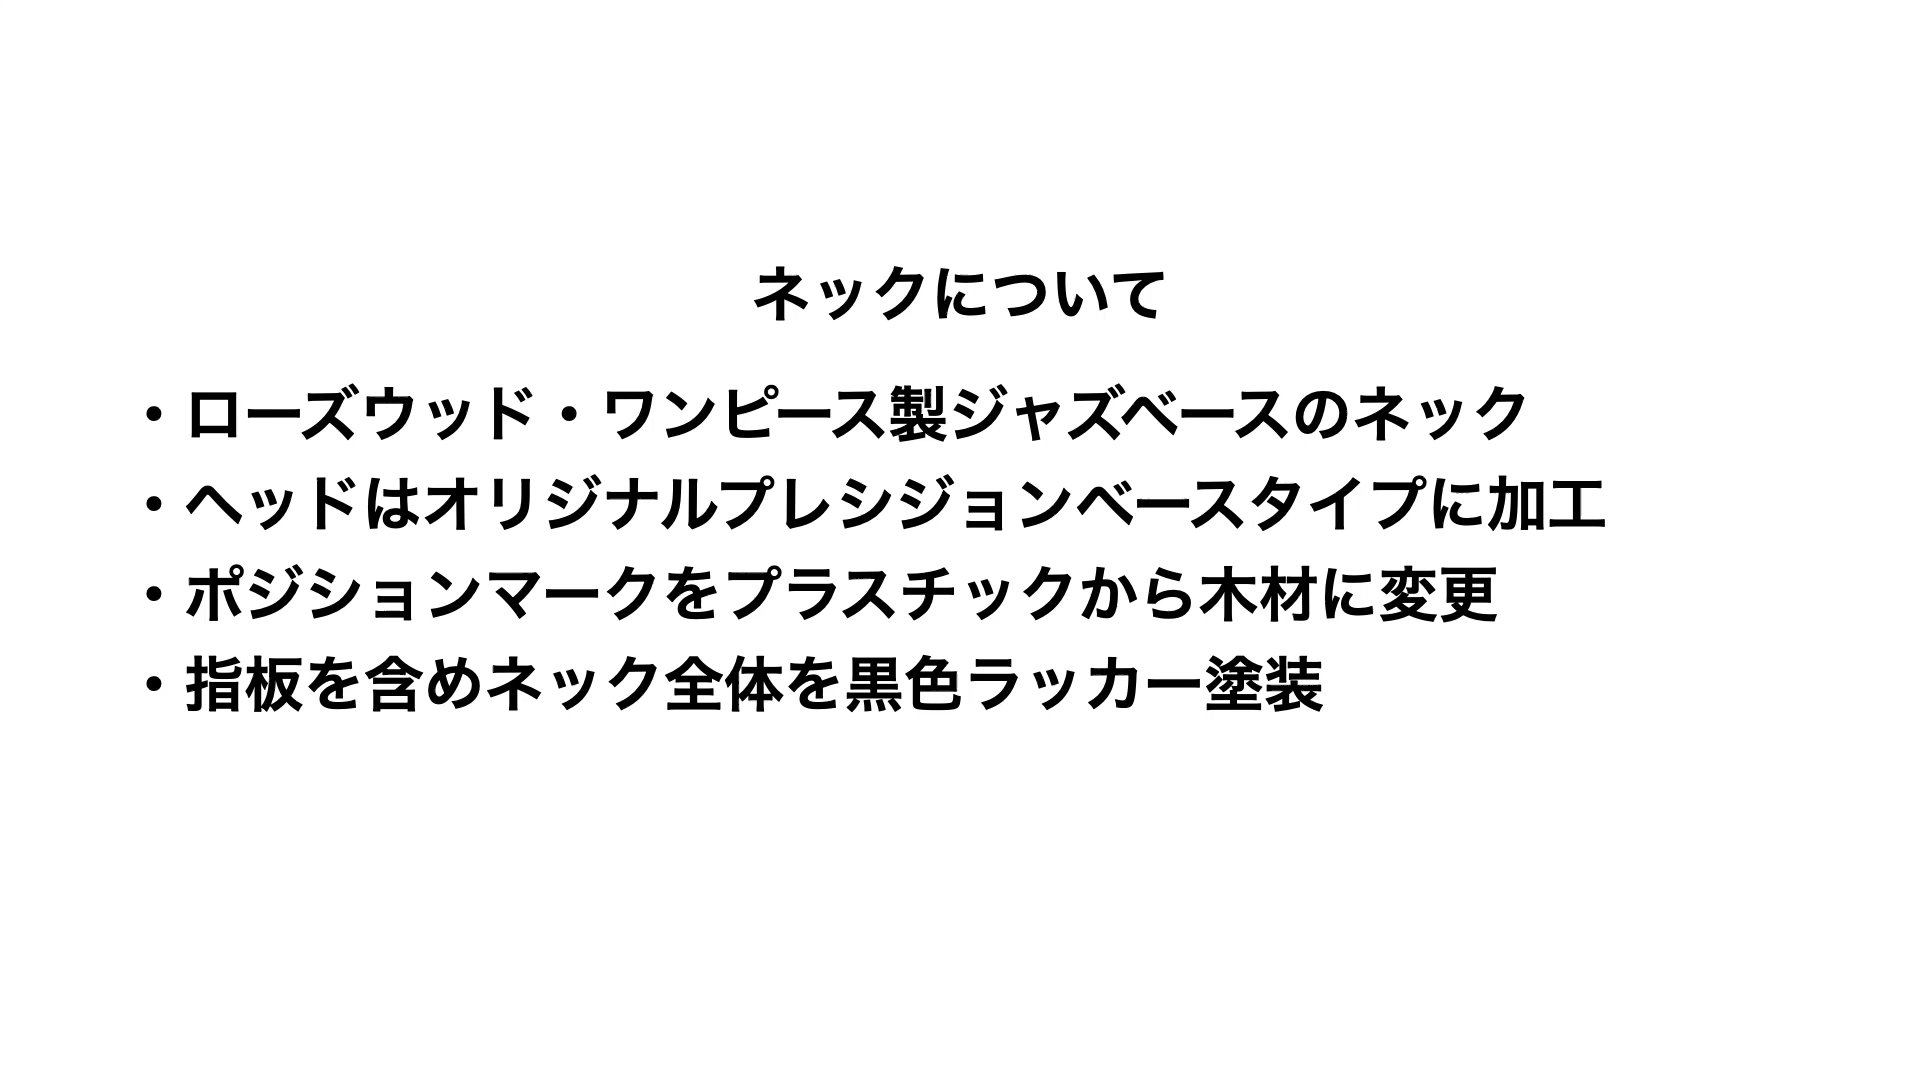 ネックについて
・ローズウッド・ワンピース製ジャズベースのネック
・ヘッドはオリジナルプレシジョンベースタイプに加工
・ポジションマークをプラスチックから木材に変更
・指板を含めネック全体を黒色ラッカー塗装